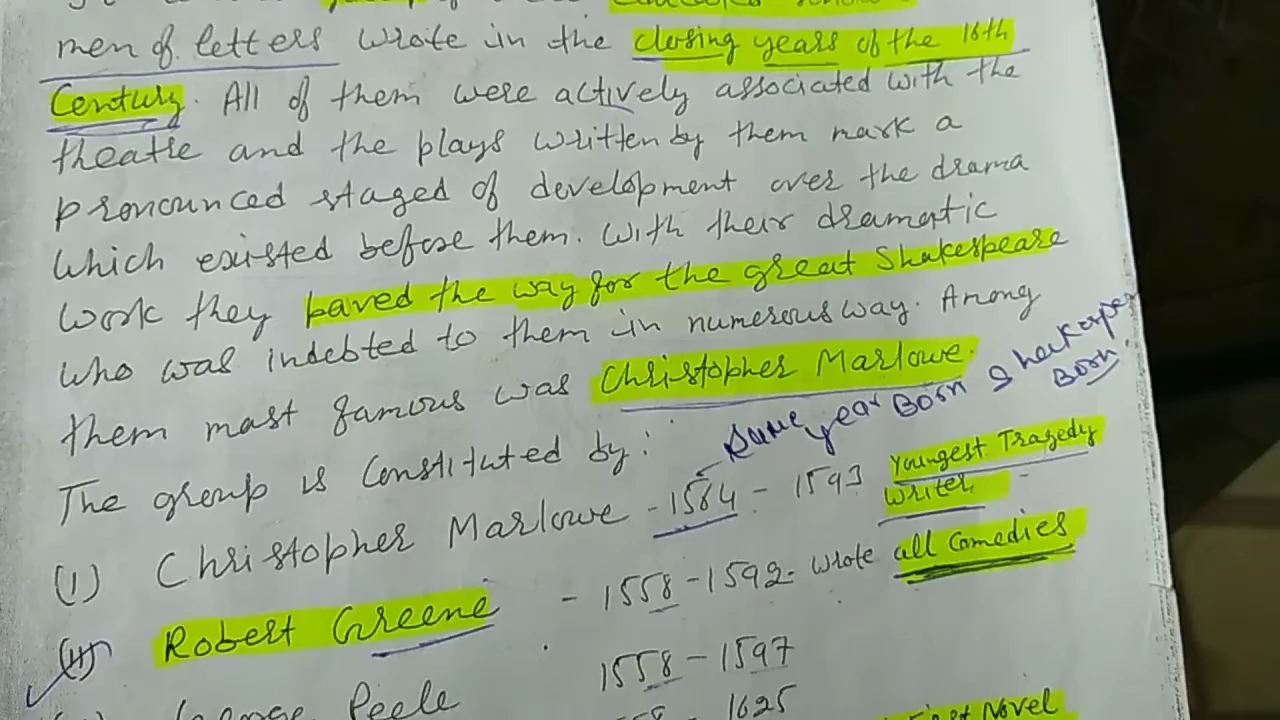 men of letters wrote in the closing years of the 16th
Century. All of them were actively associated with the
theatre and the plays written by them mark a
pronounced staged of development over the drama
which existed before them. With their dramatic
work they paved the way for the great Shakespeare
who was indebted to them in numerous way. Among
them most famous was Christopher Marlowe.
Same year Born Shackespear Born
The group is constituted by:
(I) Christopher Marlowe - 1564 - 1593 Youngest Tragedy Writer
(II) Robert Greene - 1558 - 1592 - wrote all Comedies
Peele 1558 - 1597
1625
Novel